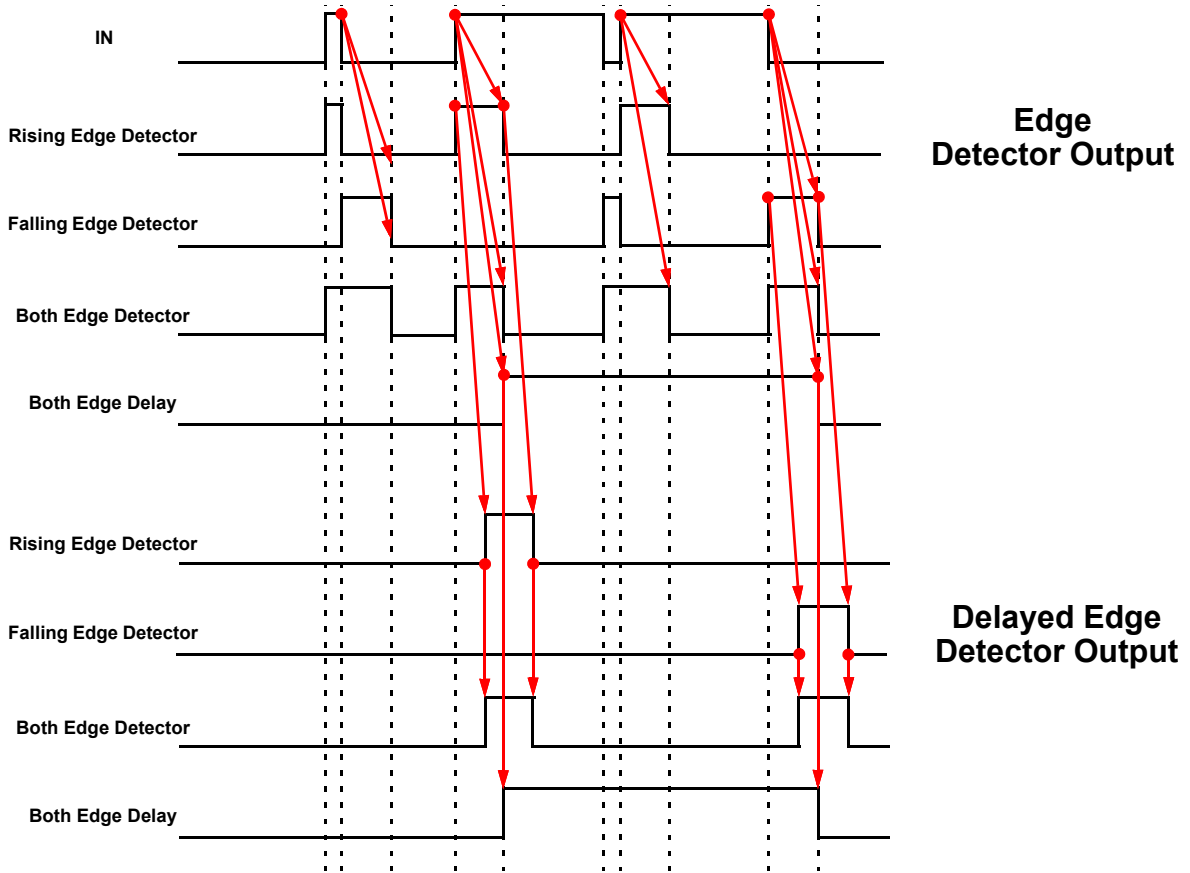 IN
Rising Edge Detector
Edge
Detector Output
Falling Edge Detector
Both Edge Detector
Both Edge Delay
Rising Edge Detector
Falling Edge Detector
Delayed Edge
Detector Output
Both Edge Detector
Both Edge Delay